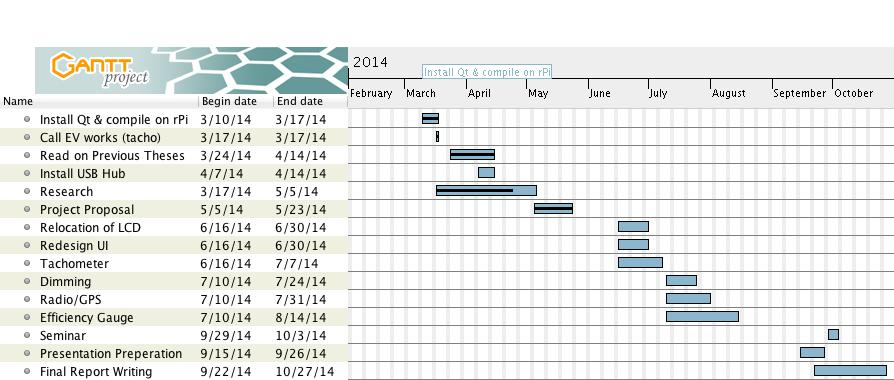 GANTT project
2014
Install Qt & compile on rPi
February March April May June July August September October
Name Begin date End date
Install Qt & compile on rPi 3/10/14 3/17/14
Call EV works (tacho) 3/17/14 3/17/14
Read on Previous Theses 3/24/14 4/14/14
Install USB Hub 4/7/14 4/14/14
Research 3/17/14 5/5/14
Project Proposal 5/5/14 5/23/14
Relocation of LCD 6/16/14 6/30/14
Redesign UI 6/16/14 6/30/14
Tachometer 6/16/14 7/7/14
Dimming 7/10/14 7/24/14
Radio/GPS 7/10/14 7/31/14
Efficiency Gauge 7/10/14 8/14/14
Seminar 9/29/14 10/3/14
Presentation Preperation 9/15/14 9/26/14
Final Report Writing 9/22/14 10/27/14